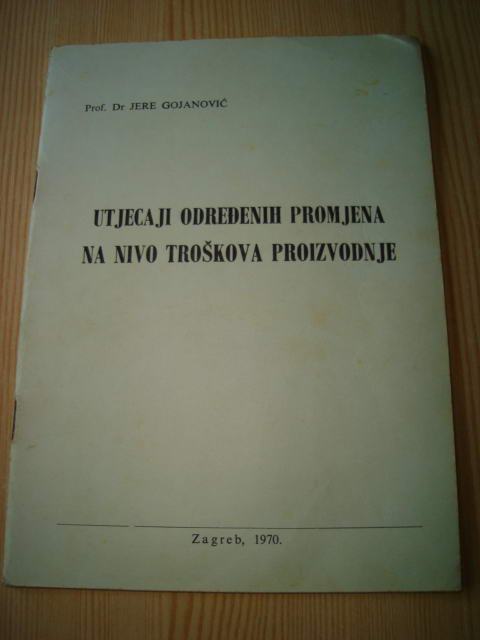 Prof. Dr JERE GOJANOVIĆ
UTJECAJI ODREĐENIH PROMJENA
NA NIVO TROŠKOVA PROIZVODNJE
Zagreb, 1970.